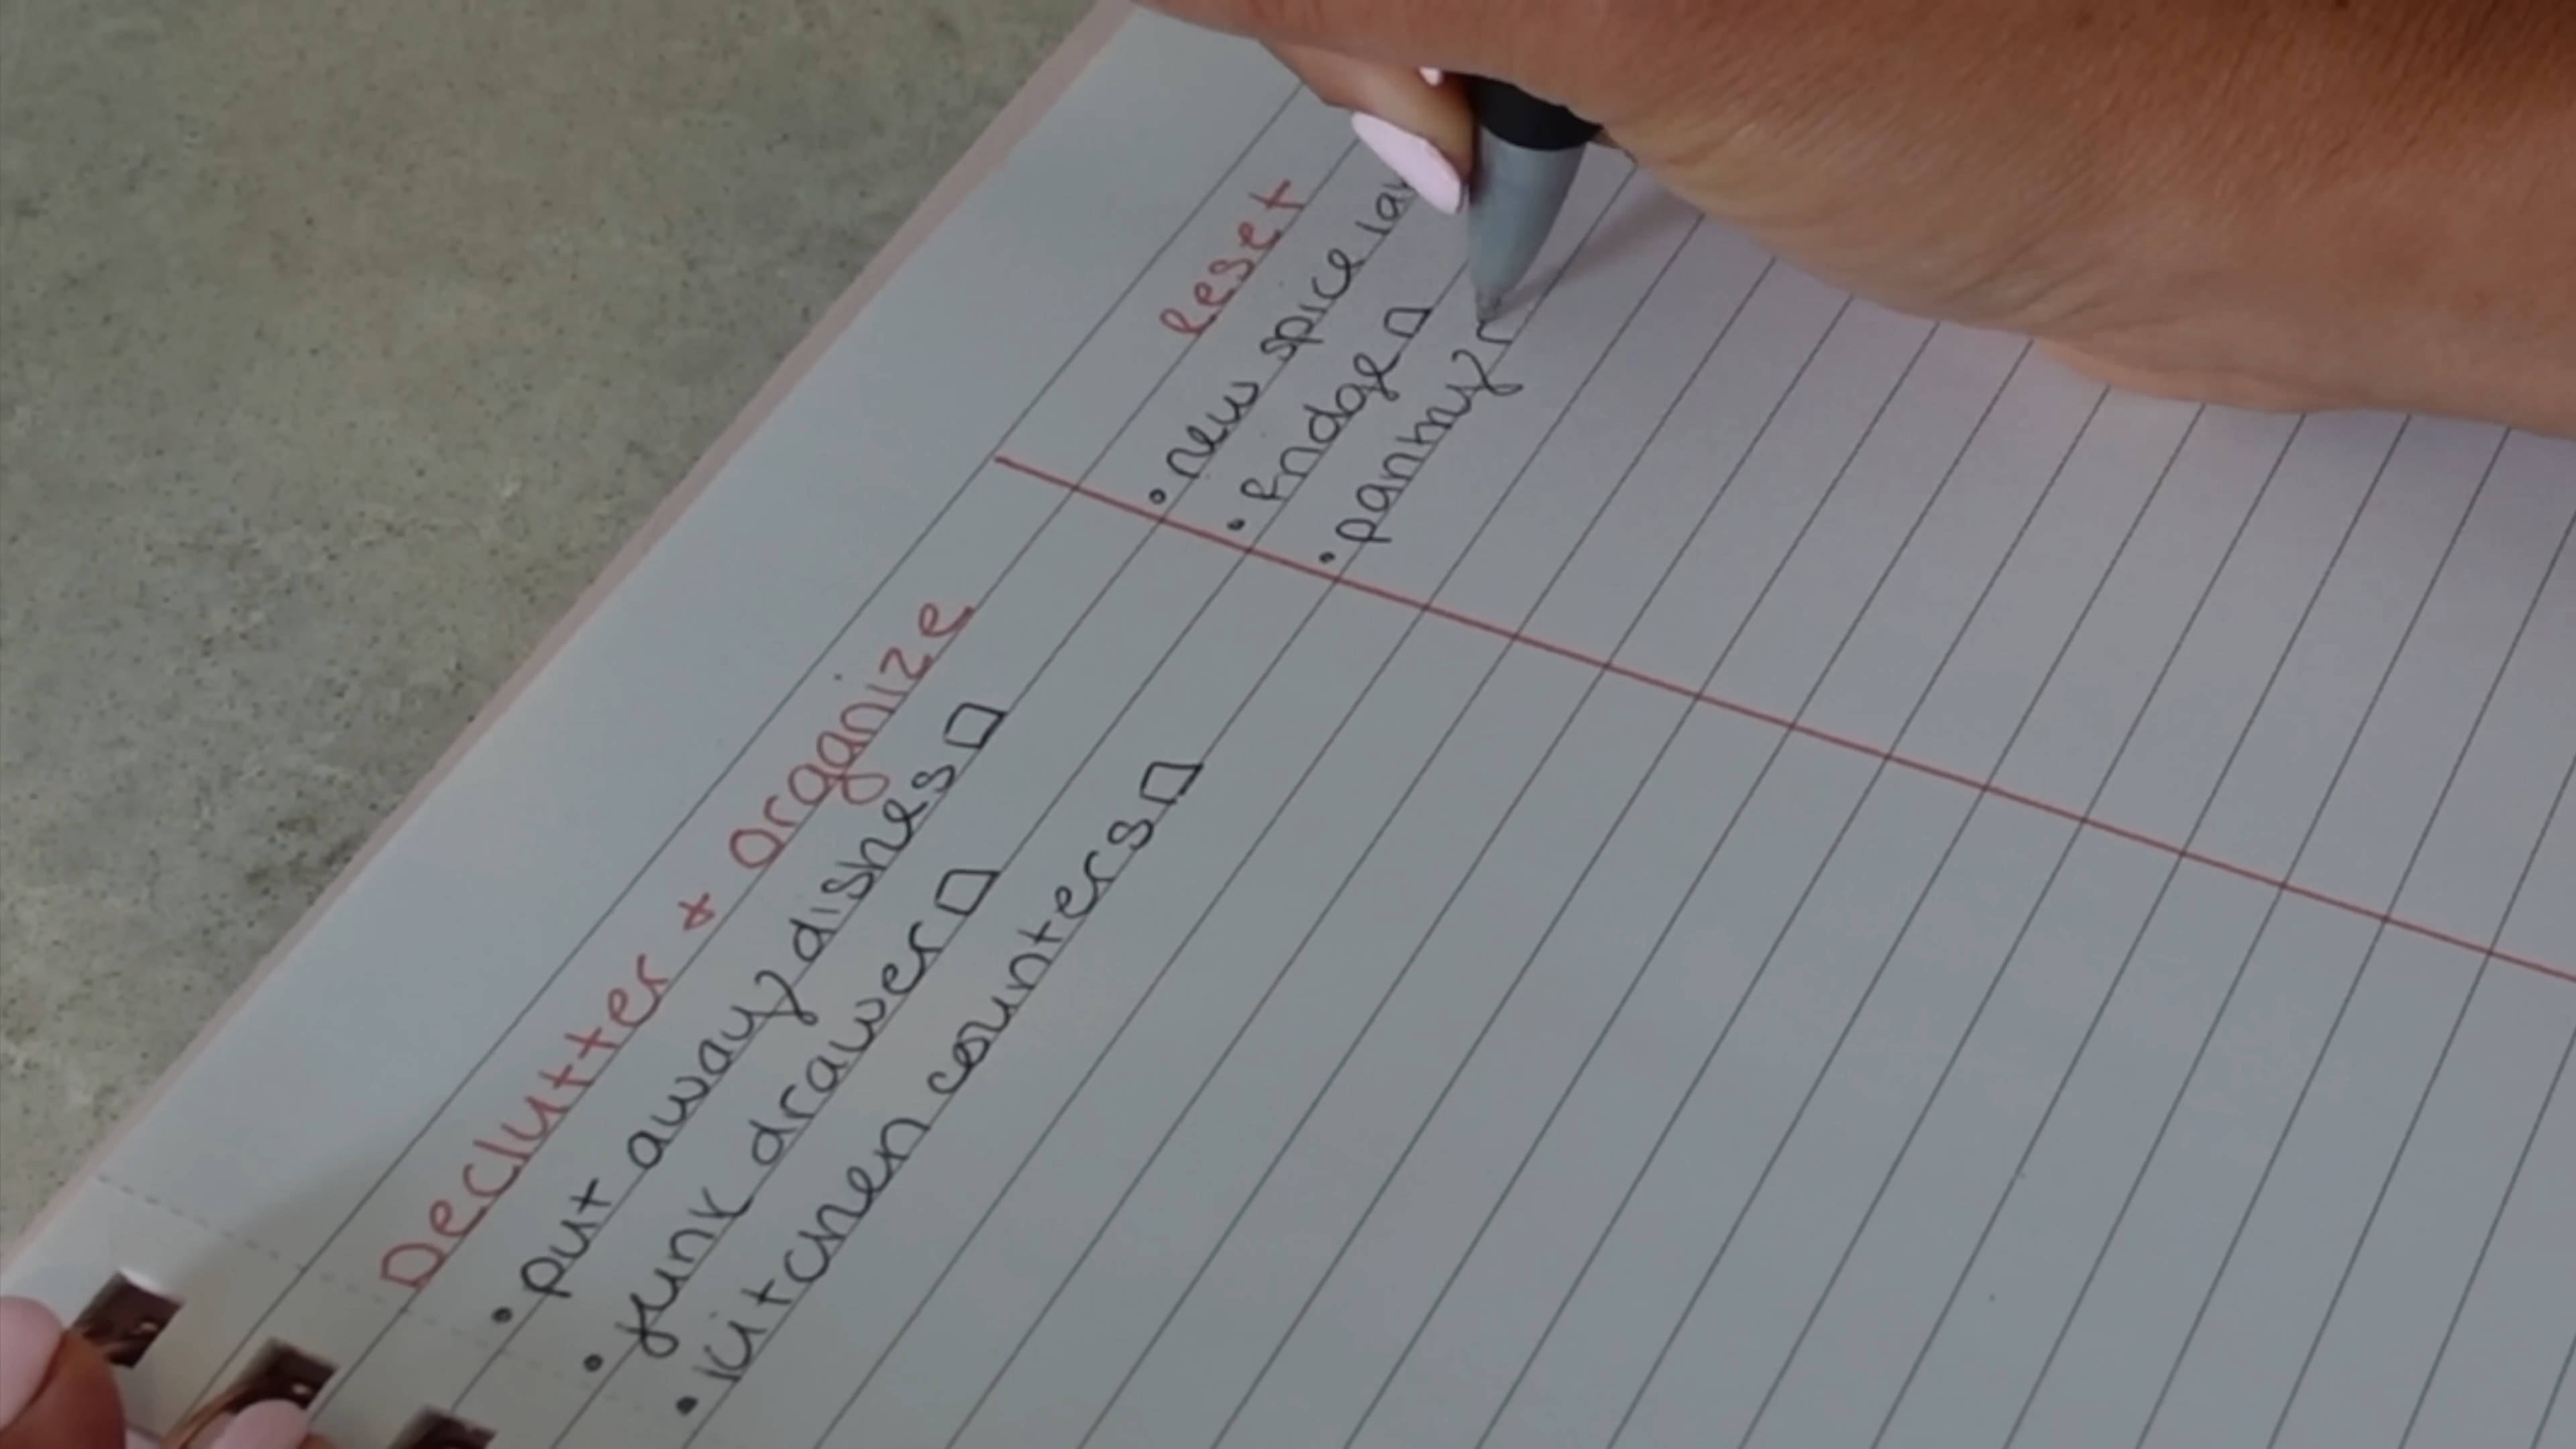 Declutter + Organize
• put away dishes □
• junk drawer □
• kitchen counters □
Reset
• new spice
• fridge □
• pantry